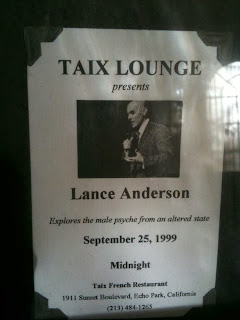 TAIX LOUNGE
presents
Lance Anderson
Explores the male psyche from an altered state
September 25, 1999
Midnight
Taix French Restaurant
1911 Sunset Boulevard, Echo Park, California
(213) 484-1265